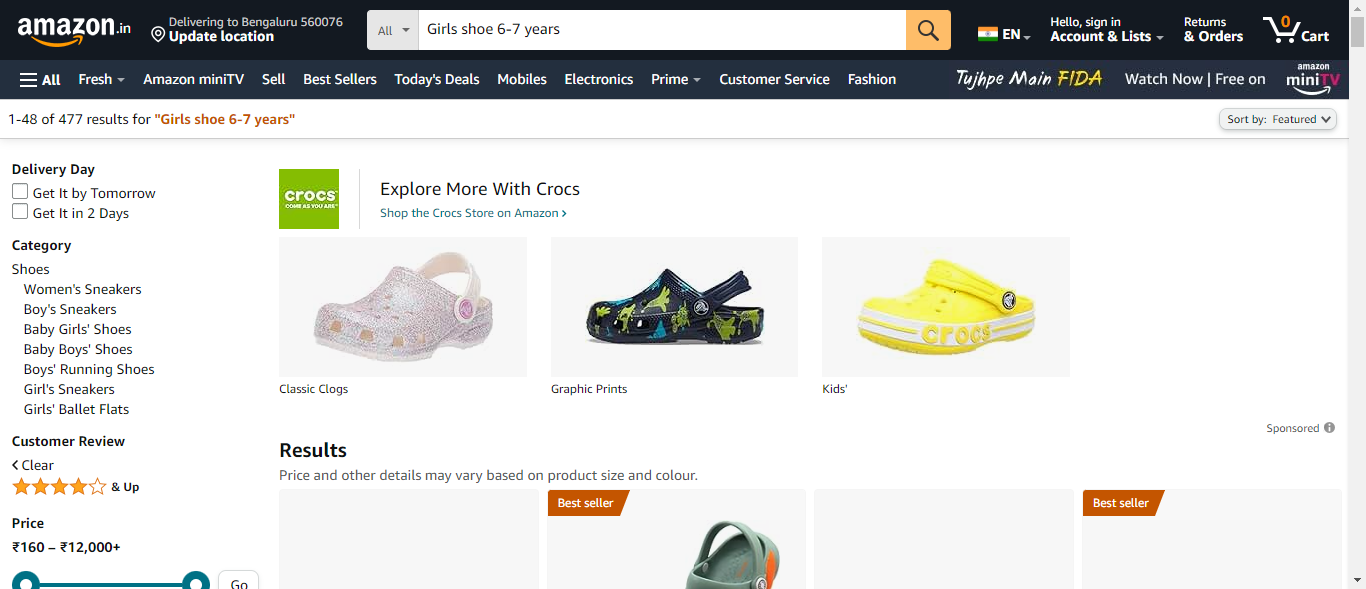 amazon.in
Delivering to Bengaluru 560076
Update location
All
Girls shoe 6-7 years
EN
Hello, sign in
Account & Lists
Returns
& Orders
0
Cart
All
Fresh
Amazon miniTV
Sell
Best Sellers
Today's Deals
Mobiles
Electronics
Prime
Customer Service
Fashion
Tujhpe Main FIDA
Watch Now | Free on
amazon
miniTV
1-48 of 477 results for "Girls shoe 6-7 years"
Sort by: Featured
Delivery Day
Get It by Tomorrow
Get It in 2 Days
Category
Shoes
Women's Sneakers
Boy's Sneakers
Baby Girls' Shoes
Baby Boys' Shoes
Boys' Running Shoes
Girl's Sneakers
Girls' Ballet Flats
Customer Review
Clear
& Up
Price
₹160 – ₹12,000+
Go
crocs™
COME AS YOU ARE™
Explore More With Crocs
Shop the Crocs Store on Amazon ›
crocs
Classic Clogs
Graphic Prints
Kids'
Sponsored
Results
Price and other details may vary based on product size and colour.
Best seller
Best seller